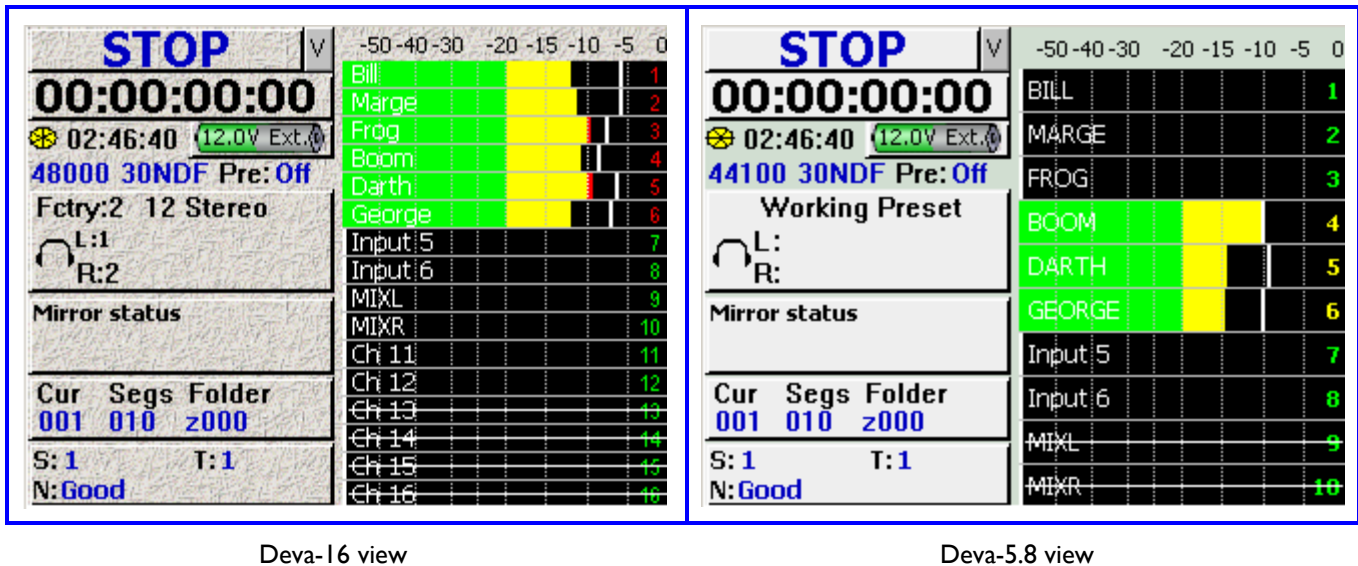 STOP V
00:00:00:00
02:46:40 12.0V Ext.
48000 30NDF Pre: Off
Fctry:2 12 Stereo
L:1
R:2
Mirror status
Cur Segs Folder
001 010 z000
S: 1 T: 1
N: Good
-50 -40 -30 -20 -15 -10 -5 0
Bill 1
Marge 2
Frog 3
Boom 4
Darth 5
George 6
Input 5 7
Input 6 8
MIXL 9
MIXR 10
Ch 11 11
Ch 12 12
Ch 13 13
Ch 14 14
Ch 15 15
Ch 16 16
Deva-16 view
STOP V
00:00:00:00
02:46:40 12.0V Ext.
44100 30NDF Pre: Off
Working Preset
L:
R:
Mirror status
Cur Segs Folder
001 010 z000
S: 1 T: 1
N: Good
-50 -40 -30 -20 -15 -10 -5 0
BILL 1
MARGE 2
FROG 3
BOOM 4
DARTH 5
GEORGE 6
Input 5 7
Input 6 8
MIXL 9
MIXR 10
Deva-5.8 view